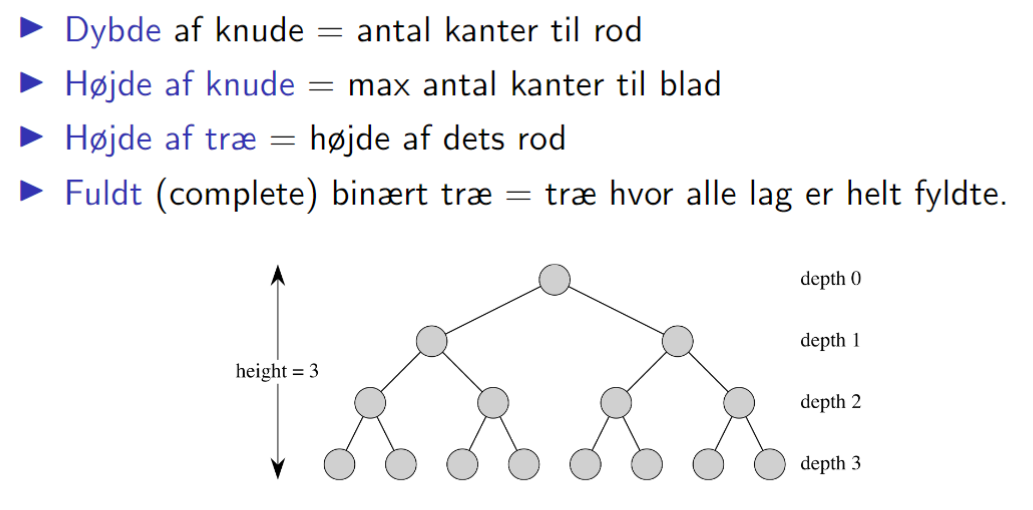 ▶ Dybde af knude = antal kanter til rod
▶ Højde af knude = max antal kanter til blad
▶ Højde af træ = højde af dets rod
▶ Fuldt (complete) binært træ = træ hvor alle lag er helt fyldte.
depth 0
depth 1
height = 3
depth 2
depth 3